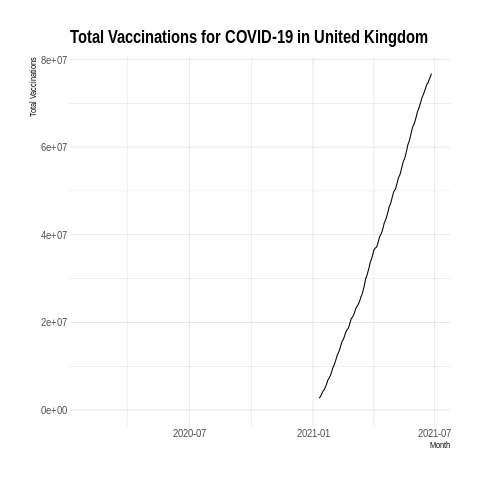 Total Vaccinations for COVID-19 in United Kingdom
Total Vaccinations
8e+07
6e+07
4e+07
2e+07
0e+00
2020-07
2021-01
2021-07
Month